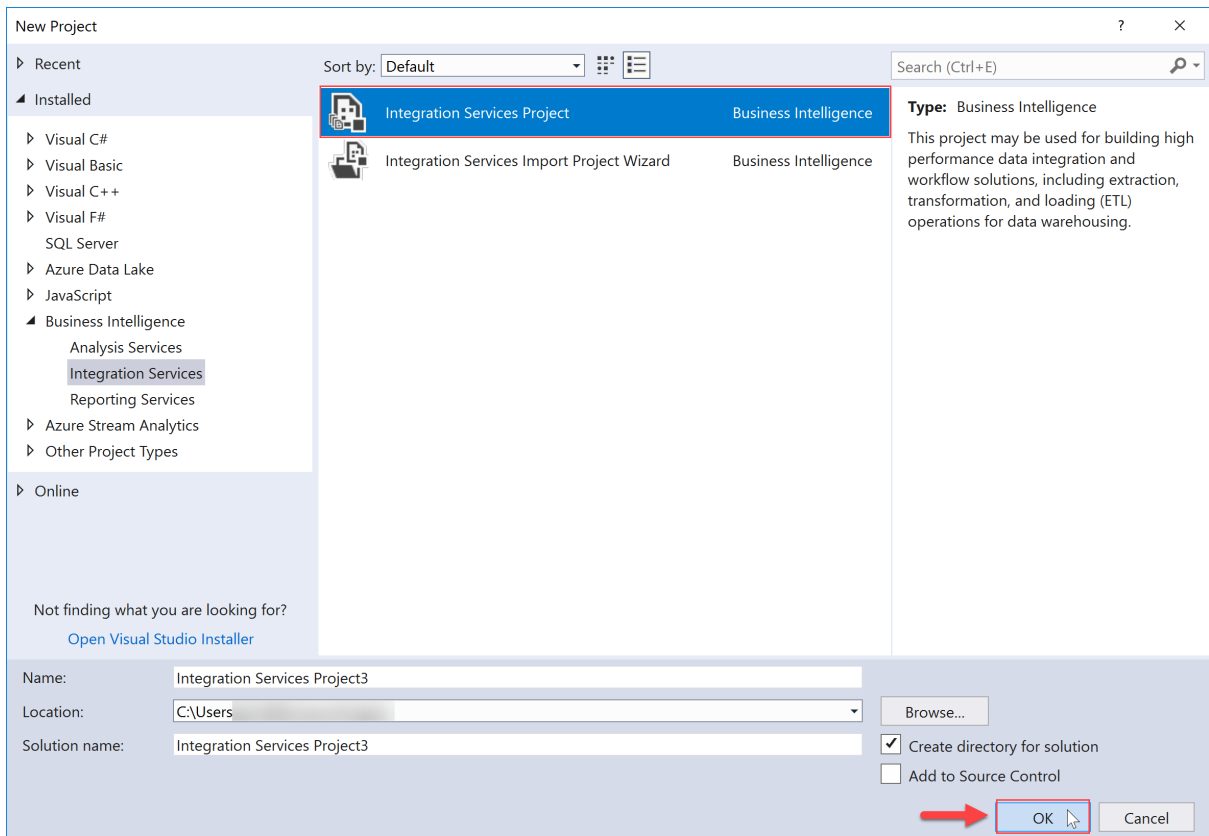 New Project
?
Recent
Installed
Visual C#
Visual Basic
Visual C++
Visual F#
SQL Server
Azure Data Lake
JavaScript
Business Intelligence
Analysis Services
Integration Services
Reporting Services
Azure Stream Analytics
Other Project Types
Online
Not finding what you are looking for?
Open Visual Studio Installer
Sort by: Default
Integration Services Project Business Intelligence
Integration Services Import Project Wizard Business Intelligence
Search (Ctrl+E)
Type: Business Intelligence
This project may be used for building high
performance data integration and
workflow solutions, including extraction,
transformation, and loading (ETL)
operations for data warehousing.
Name: Integration Services Project3
Location: C:\Users
Browse...
Solution name: Integration Services Project3
Create directory for solution
Add to Source Control
OK Cancel